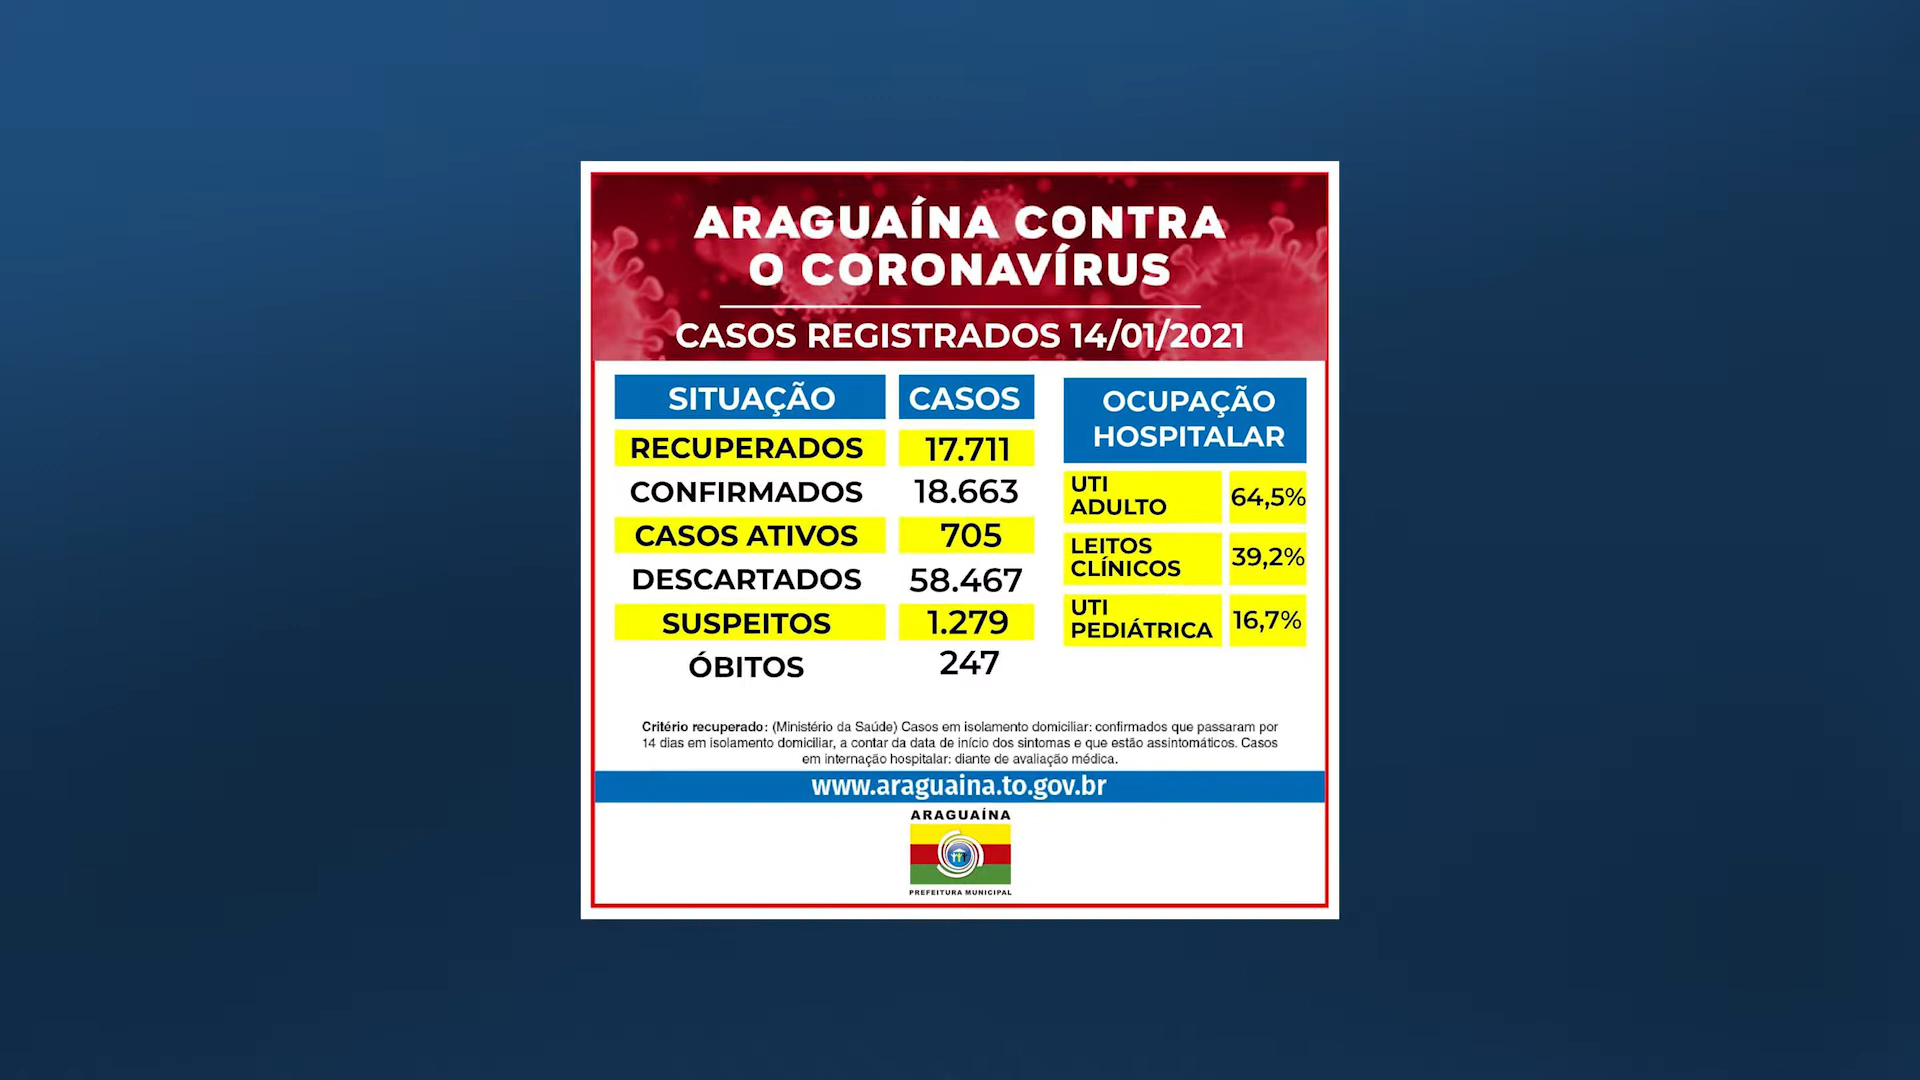 ARAGUAÍNA CONTRA
O CORONAVÍRUS
CASOS REGISTRADOS 14/01/2021
SITUAÇÃO CASOS
RECUPERADOS 17.711
CONFIRMADOS 18.663
CASOS ATIVOS 705
DESCARTADOS 58.467
SUSPEITOS 1.279
ÓBITOS 247
OCUPAÇÃO
HOSPITALAR
UTI
ADULTO 64,5%
LEITOS
CLÍNICOS 39,2%
UTI
PEDIÁTRICA 16,7%
Critério recuperado: (Ministério da Saúde) Casos em isolamento domiciliar: confirmados que passaram por
14 dias em isolamento domiciliar, a contar da data de início dos sintomas e que estão assintomáticos. Casos
em internação hospitalar: diante de avaliação médica.
www.araguaina.to.gov.br
ARAGUAÍNA
PREFEITURA MUNICIPAL